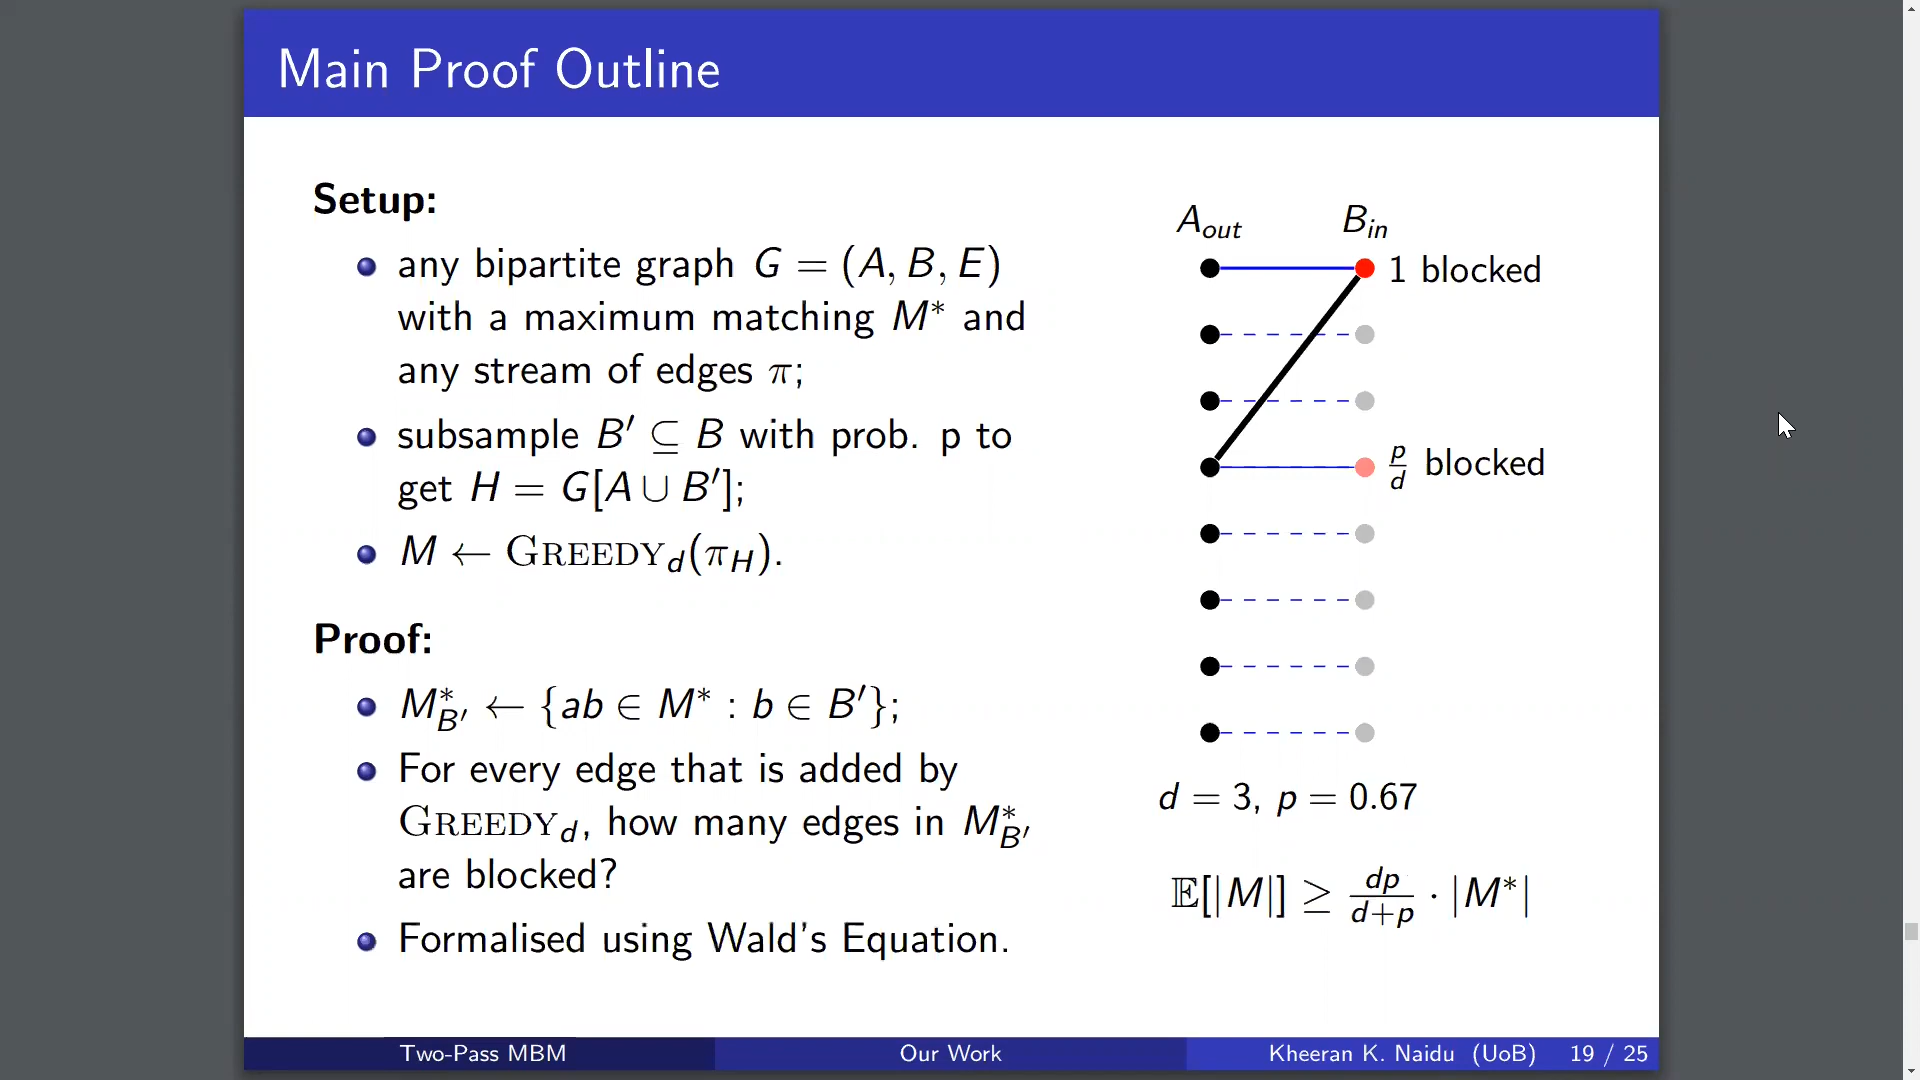 Main Proof Outline
Setup:
any bipartite graph G = (A, B, E)
with a maximum matching M* and
any stream of edges π;
subsample B′ ⊆ B with prob. p to
get H = G[A ∪ B′];
M ← GREEDY_d(π_H).
Proof:
M*_{B′} ← {ab ∈ M* : b ∈ B′};
For every edge that is added by
GREEDY_d, how many edges in M*_{B′}
are blocked?
Formalised using Wald's Equation.
A_out B_in
1 blocked
p/d blocked
d = 3, p = 0.67
𝔼[|M|] ≥ dp/(d+p) · |M*|
Two-Pass MBM Our Work Kheeran K. Naidu (UoB) 19 / 25